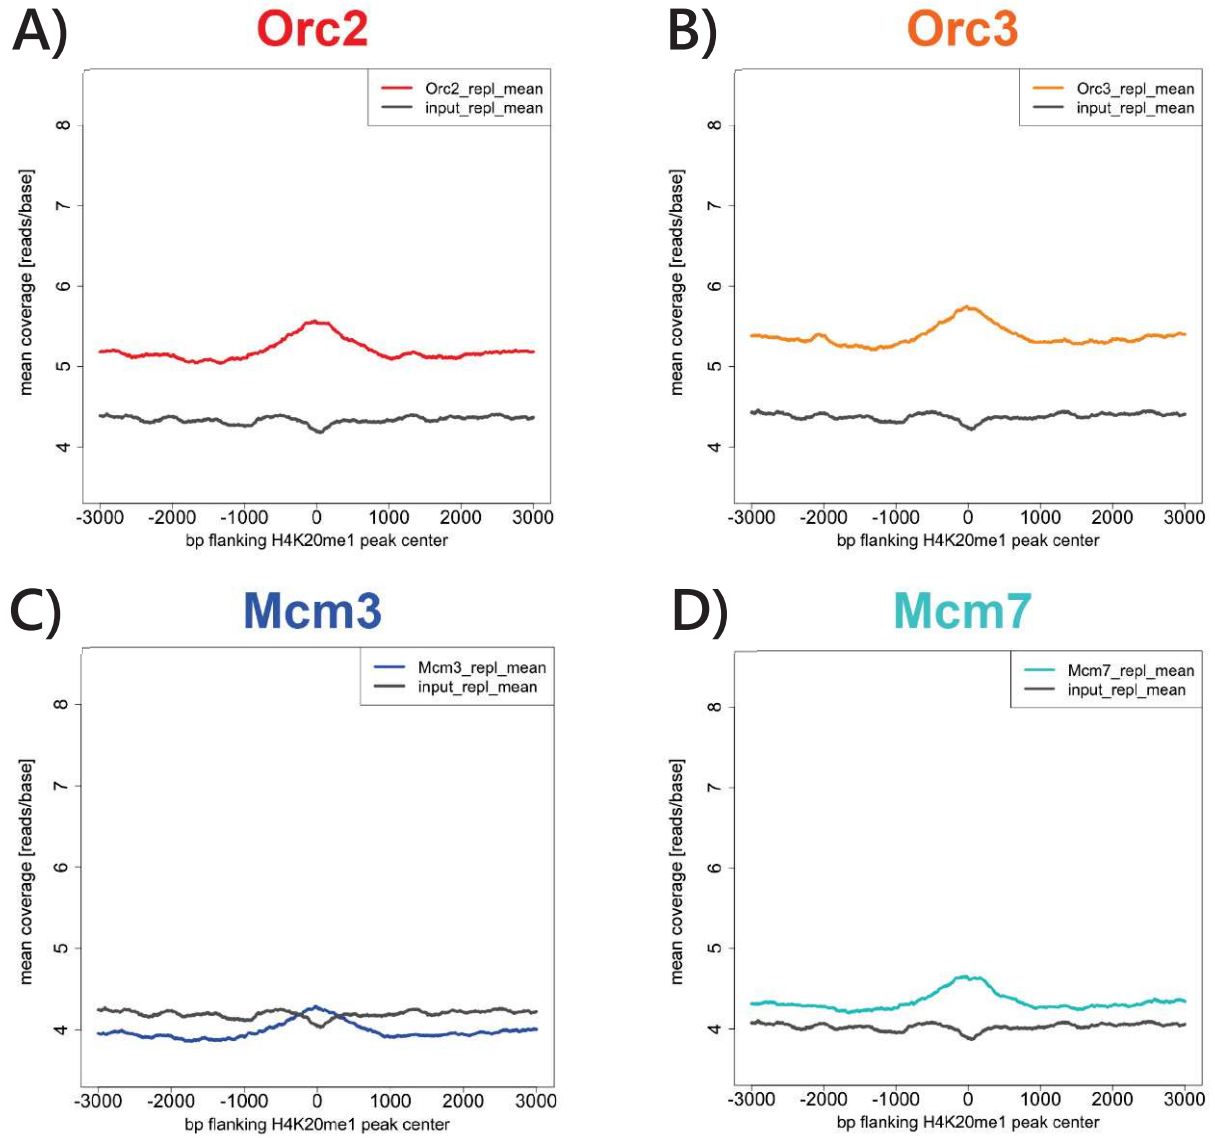 A) Orc2
Orc2_repl_mean
input_repl_mean
mean coverage [reads/base]
8
7
6
5
4
-3000 -2000 -1000 0 1000 2000 3000
bp flanking H4K20me1 peak center
B) Orc3
Orc3_repl_mean
input_repl_mean
mean coverage [reads/base]
8
7
6
5
4
-3000 -2000 -1000 0 1000 2000 3000
bp flanking H4K20me1 peak center
C) Mcm3
Mcm3_repl_mean
input_repl_mean
mean coverage [reads/base]
8
7
6
5
4
-3000 -2000 -1000 0 1000 2000 3000
bp flanking H4K20me1 peak center
D) Mcm7
Mcm7_repl_mean
input_repl_mean
mean coverage [reads/base]
8
7
6
5
4
-3000 -2000 -1000 0 1000 2000 3000
bp flanking H4K20me1 peak center